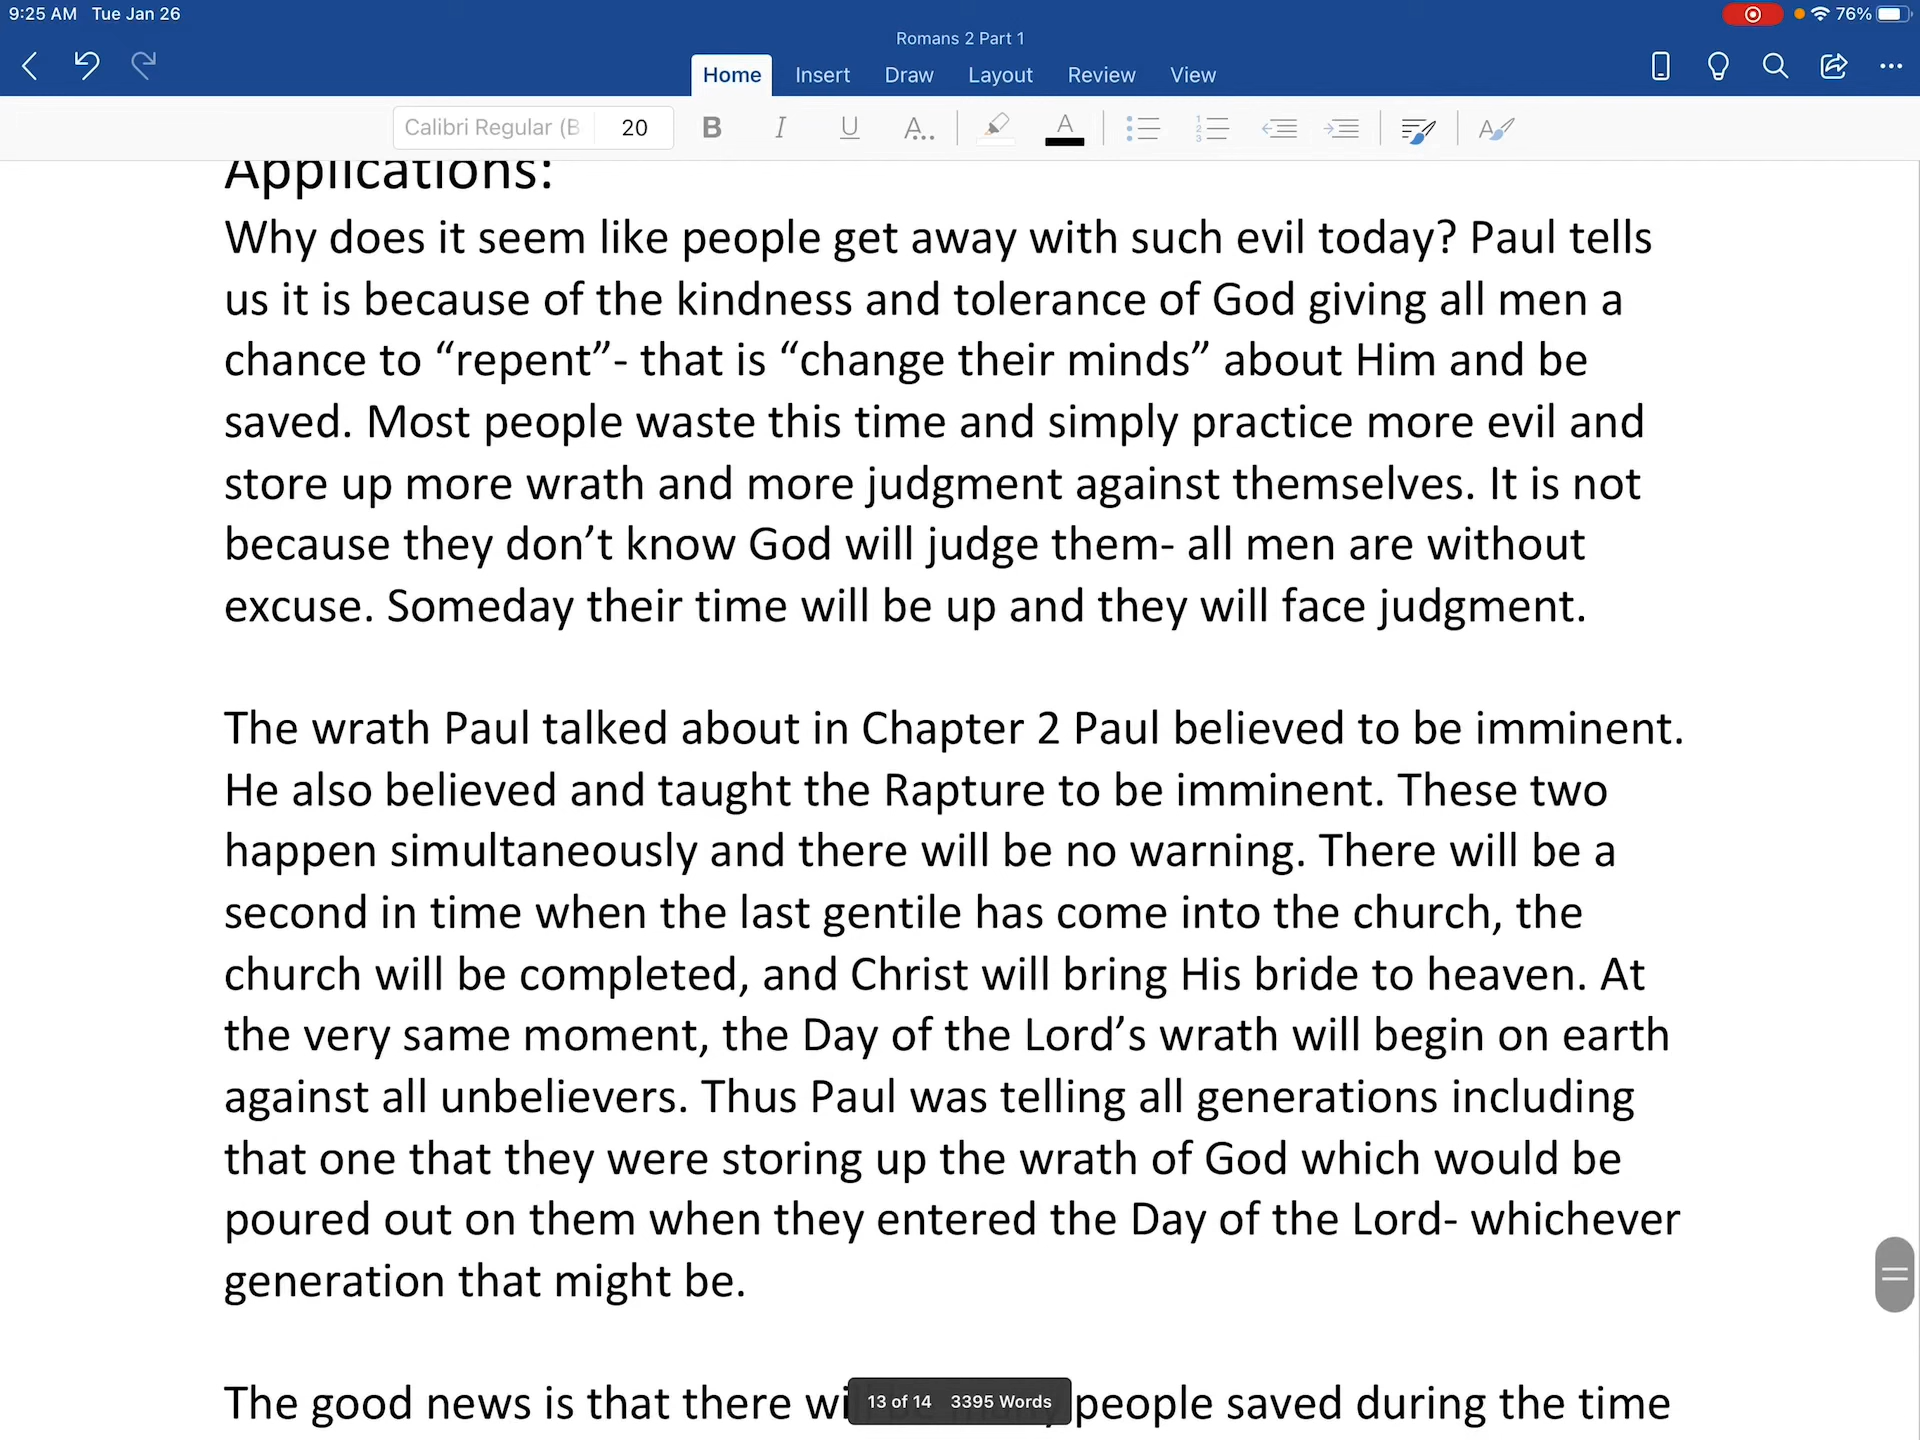 9:25 AM Tue Jan 26
76%
Romans 2 Part 1
Home Insert Draw Layout Review View
Calibri Regular (B 20 B I U A.. A
Applications:
Why does it seem like people get away with such evil today? Paul tells
us it is because of the kindness and tolerance of God giving all men a
chance to “repent”- that is “change their minds” about Him and be
saved. Most people waste this time and simply practice more evil and
store up more wrath and more judgment against themselves. It is not
because they don’t know God will judge them- all men are without
excuse. Someday their time will be up and they will face judgment.
The wrath Paul talked about in Chapter 2 Paul believed to be imminent.
He also believed and taught the Rapture to be imminent. These two
happen simultaneously and there will be no warning. There will be a
second in time when the last gentile has come into the church, the
church will be completed, and Christ will bring His bride to heaven. At
the very same moment, the Day of the Lord’s wrath will begin on earth
against all unbelievers. Thus Paul was telling all generations including
that one that they were storing up the wrath of God which would be
poured out on them when they entered the Day of the Lord- whichever
generation that might be.
The good news is that there people saved during the time
13 of 14 3395 Words